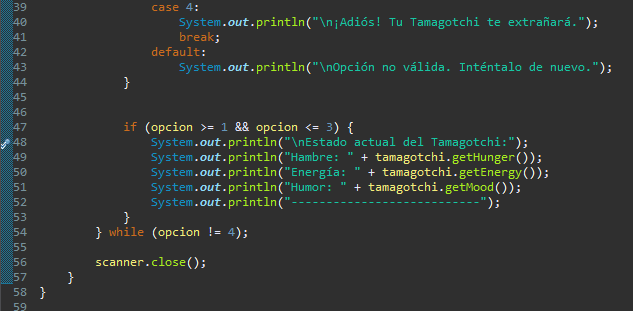 39 case 4:
40 System.out.println("\n¡Adiós! Tu Tamagotchi te extrañará.");
41 break;
42 default:
43 System.out.println("\nOpción no válida. Inténtalo de nuevo.");
44 }
45
46
47 if (opcion >= 1 && opcion <= 3) {
48 System.out.println("\nEstado actual del Tamagotchi:");
49 System.out.println("Hambre: " + tamagotchi.getHunger());
50 System.out.println("Energía: " + tamagotchi.getEnergy());
51 System.out.println("Humor: " + tamagotchi.getMood());
52 System.out.println("---------------------------");
53 }
54 } while (opcion != 4);
55
56 scanner.close();
57 }
58 }
59